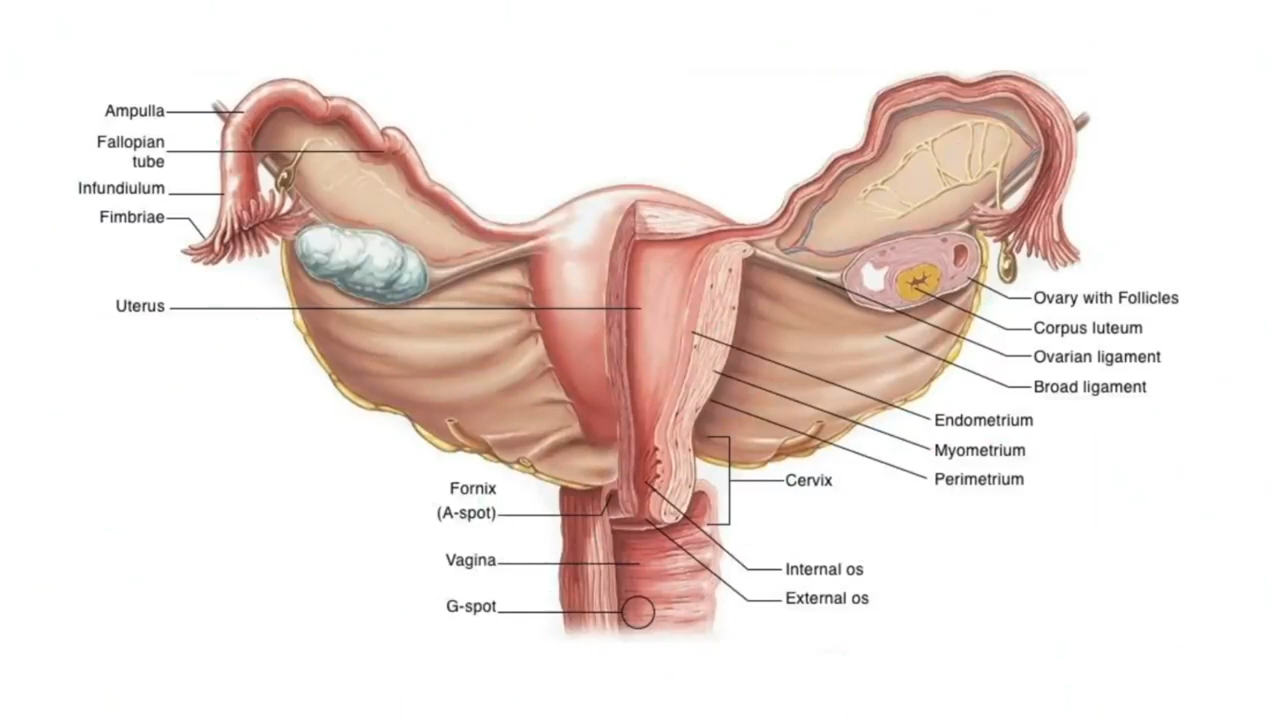 Ampulla
Fallopian
tube
Infundiulum
Fimbriae
Uterus
Ovary with Follicles
Corpus luteum
Ovarian ligament
Broad ligament
Endometrium
Myometrium
Perimetrium
Cervix
Fornix
(A-spot)
Vagina
G-spot
Internal os
External os